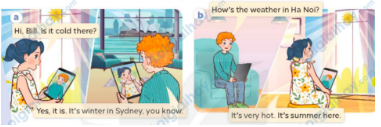 a
Hi, Bill. Is it cold there?
Yes, it is. It's winter in Sydney, you know.
b
How's the weather in Ha Noi?
It's very hot. It's summer here.